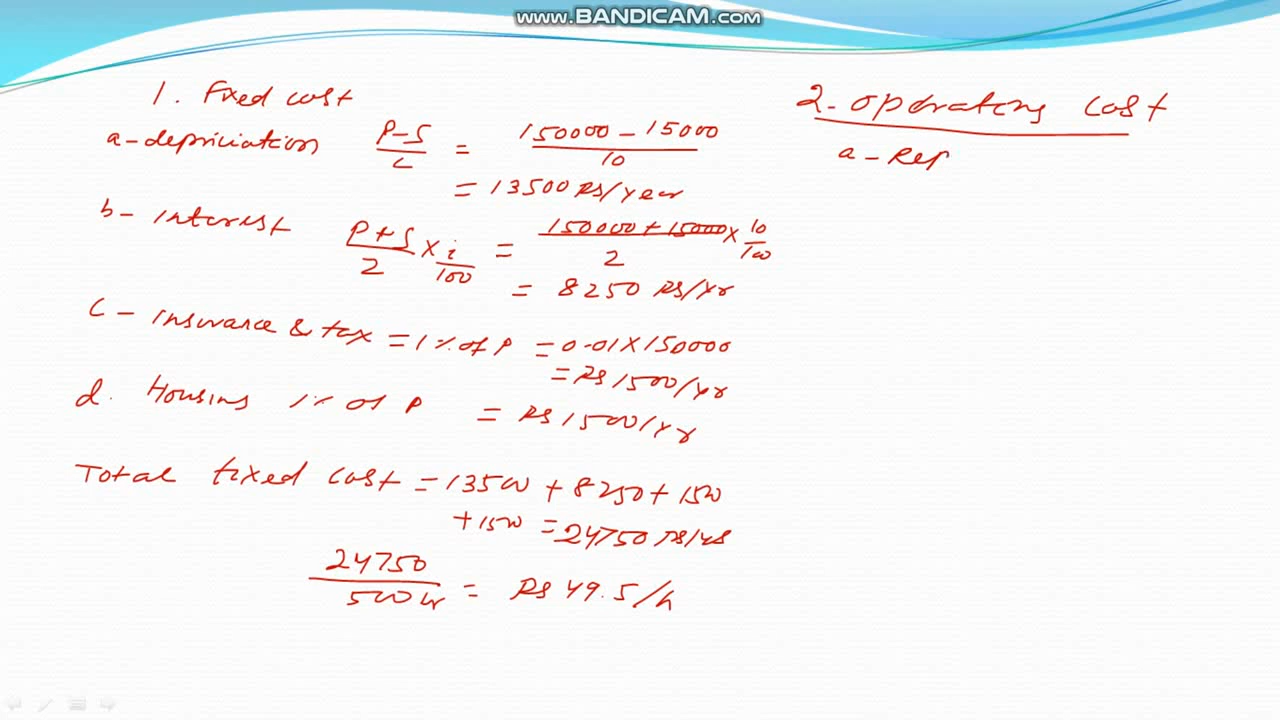 www.BANDICAM.com
1. Fixed cost
a - depriciation P-S/L = 150000 - 15000/10
= 13500 RS/year
b - interest P+S/2 × i/100 = 150000 + 15000/2 × 10/100
= 8250 RS/Yr
c - insurance & tax = 1% of P = 0.01 × 150000
= RS 1500/Yr
d. Housing 1% of P = RS 1500/Yr
Total fixed cost = 13500 + 8250 + 1500
+ 1500 = 24750 RS/
24750/500 hr = RS 49.5/h
2. operating cost
a - Rep